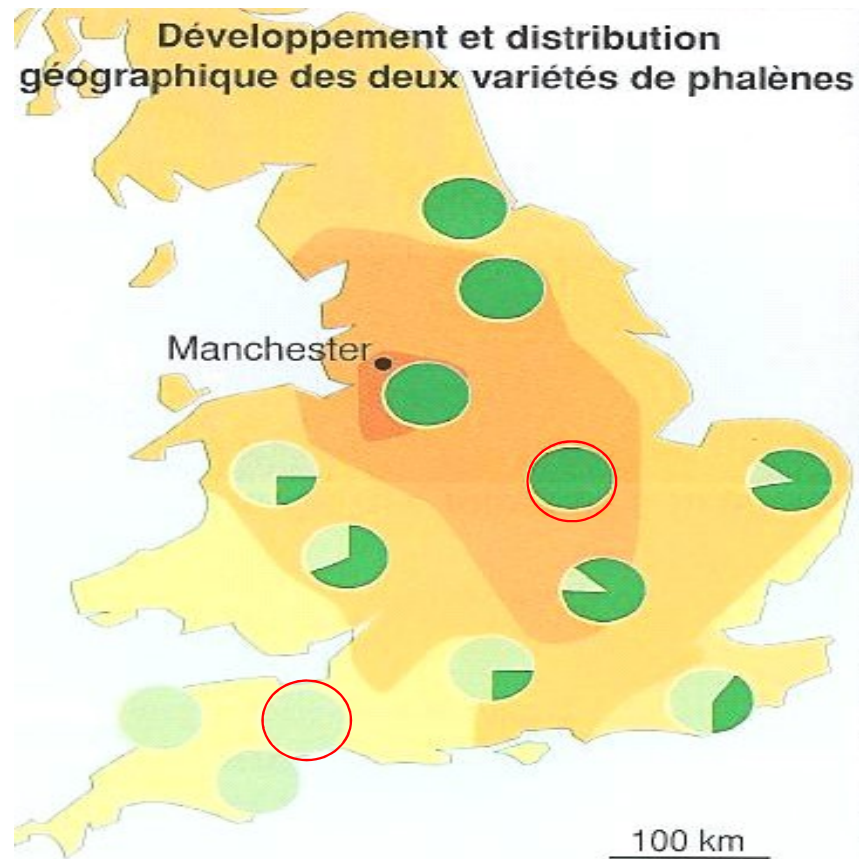 Développement et distribution
géographique des deux variétés de phalènes
Manchester
100 km